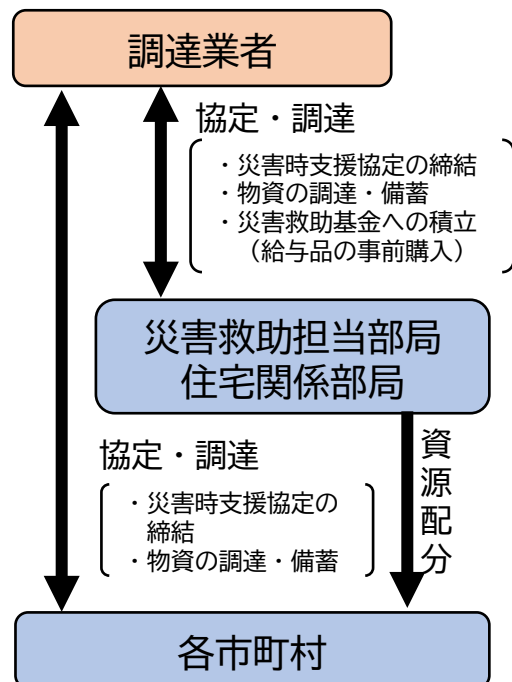 調達業者
協定・調達
・災害時支援協定の締結
・物資の調達・備蓄
・災害救助基金への積立
（給与品の事前購入）
災害救助担当部局
住宅関係部局
協定・調達
・災害時支援協定の
締結
・物資の調達・備蓄
資源配分
各市町村